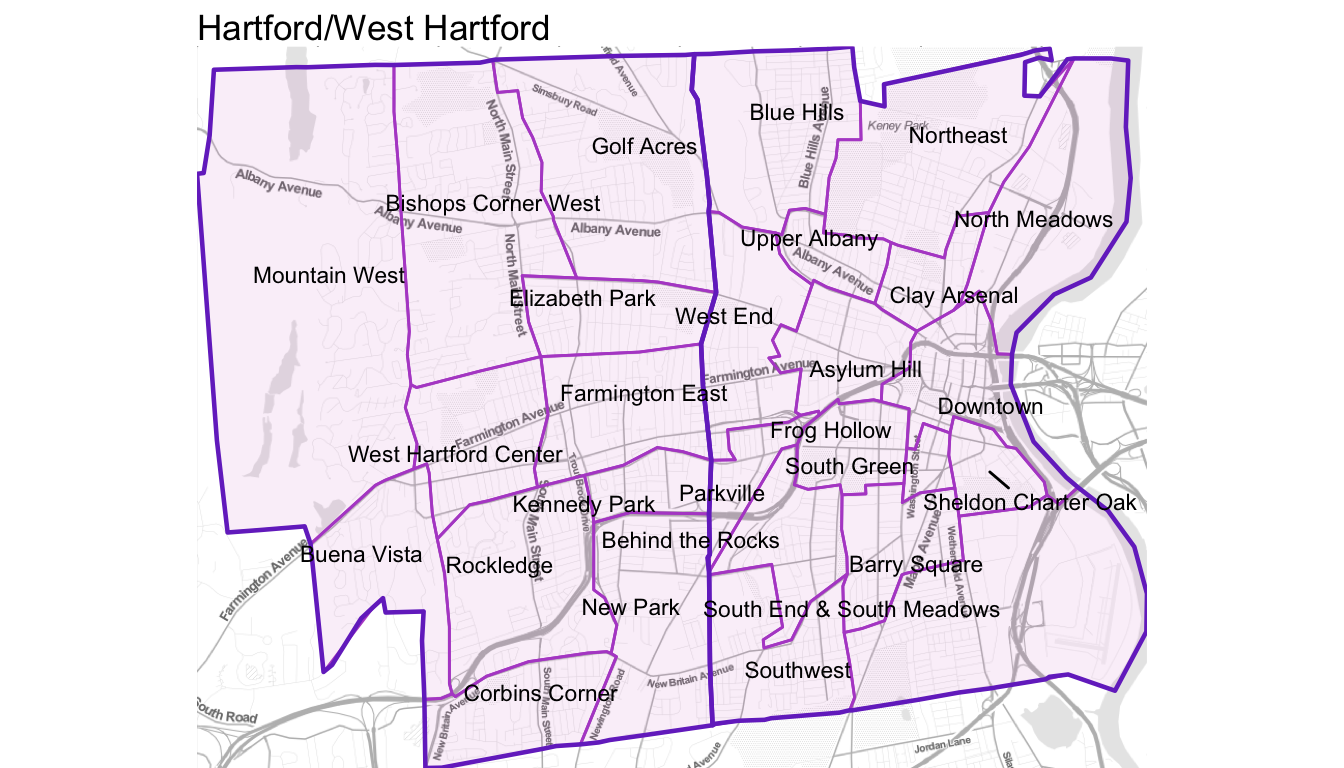 Hartford/West Hartford
Simsbury Road
Blue Hills
Blue Hills Avenue
Keney Park
Northeast
North Main Street
Golf Acres
Albany Avenue
Bishops Corner West
Albany Avenue
Albany Avenue
North Meadows
Upper Albany
Albany Avenue
Mountain West
North Main Street
Elizabeth Park
West End
Clay Arsenal
Farmington Avenue
Asylum Hill
Farmington East
Farmington Avenue
Downtown
Frog Hollow
West Hartford Center
South Green
Washington Street
Trout Brook Drive
Kennedy Park
Parkville
Sheldon Charter Oak
South Main Street
Behind the Rocks
Buena Vista
Rockledge
Barry Square
Main Avenue
Farmington Avenue
New Park
South End & South Meadows
Southwest
New Britain Avenue
Corbins Corner
South Main Street
Newington Road
New Britain Avenue
South Road
Jordan Lane